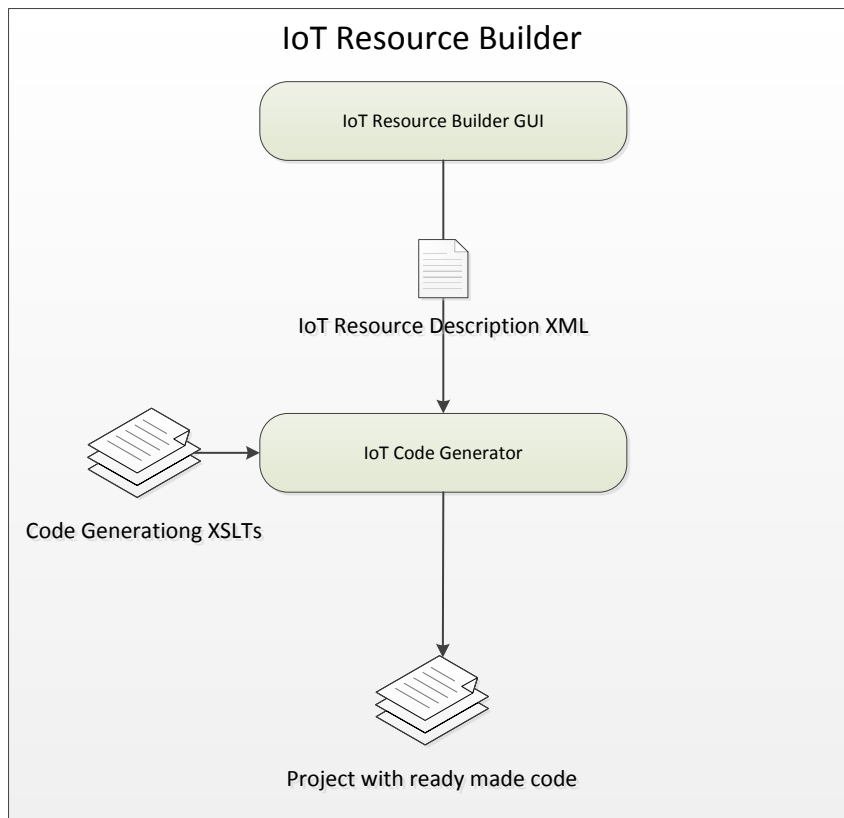 IoT Resource Builder
IoT Resource Builder GUI
IoT Resource Description XML
IoT Code Generator
Code Generationg XSLTs
Project with ready made code